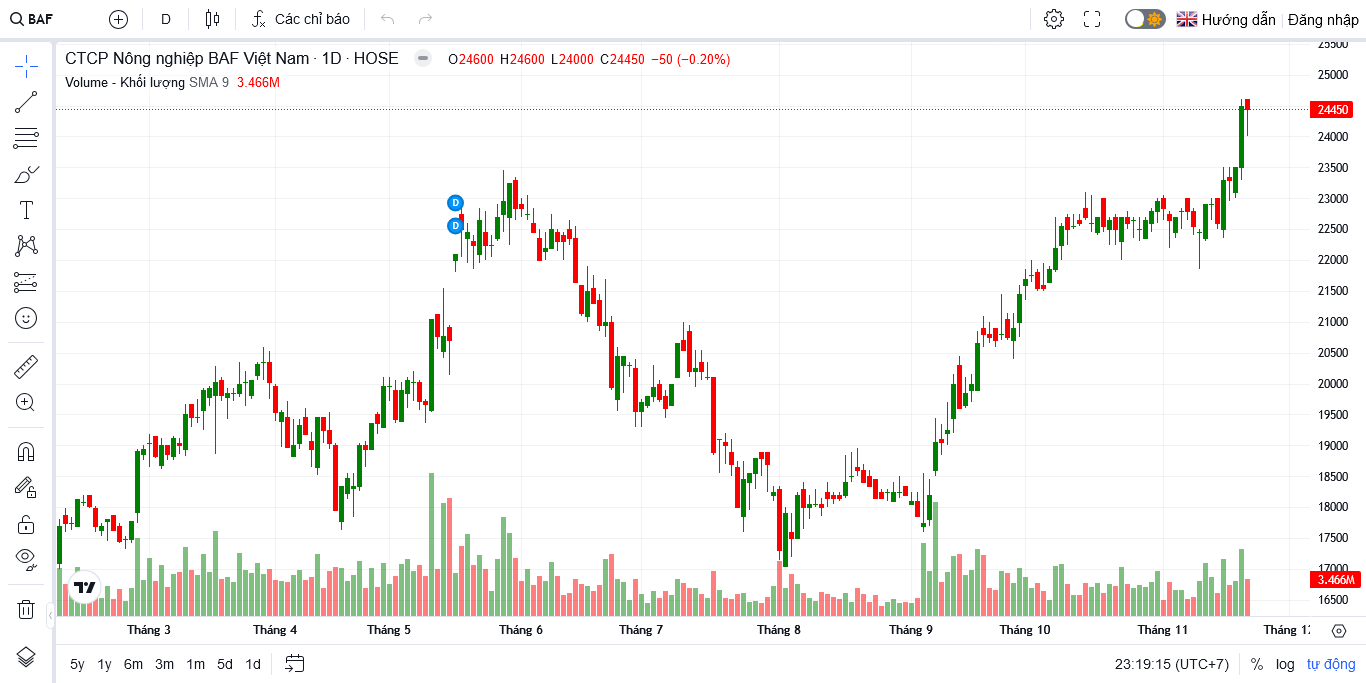 BAF D Các chỉ báo Hướng dẫn Đăng nhập
CTCP Nông nghiệp BAF Việt Nam · 1D · HOSE O24600 H24600 L24000 C24450 −50 (−0.20%)
Volume - Khối lượng SMA 9 3.466M
25500
25000
24450
24000
23500
23000
22500
22000
21500
21000
20500
20000
19500
19000
18500
18000
17500
17000
3.466M
16500
D
D
Tháng 3 Tháng 4 Tháng 5 Tháng 6 Tháng 7 Tháng 8 Tháng 9 Tháng 10 Tháng 11 Tháng 12
5y 1y 6m 3m 1m 5d 1d 23:19:15 (UTC+7) % log tự động